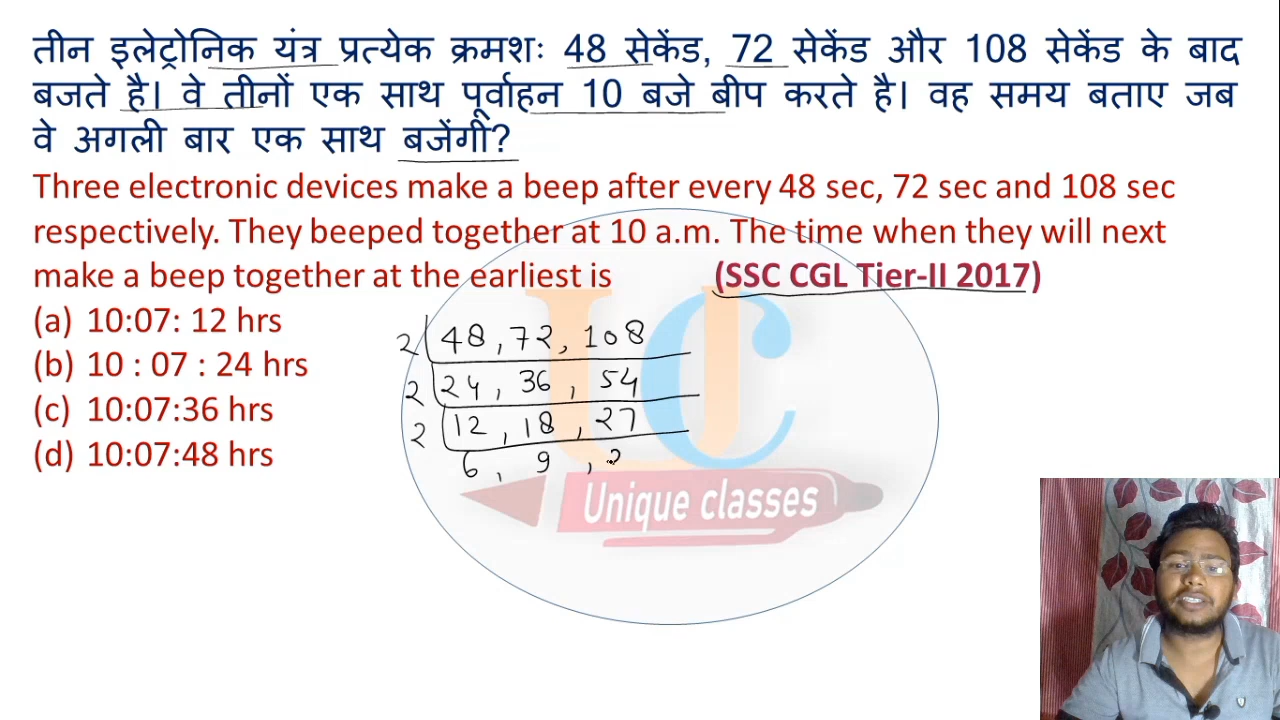 तीन इलेट्रोनिक यंत्र प्रत्येक क्रमशः 48 सेकेंड, 72 सेकेंड और 108 सेकेंड के बाद
बजते है। वे तीनों एक साथ पूर्वाहन 10 बजे बीप करते है। वह समय बताए जब
वे अगली बार एक साथ बजेंगी?
Three electronic devices make a beep after every 48 sec, 72 sec and 108 sec
respectively. They beeped together at 10 a.m. The time when they will next
make a beep together at the earliest is (SSC CGL Tier-II 2017)
(a) 10:07: 12 hrs
(b) 10 : 07 : 24 hrs
(c) 10:07:36 hrs
(d) 10:07:48 hrs
2 48, 72, 108
2 24, 36, 54
2 12, 18, 27
6, 9,
UC
Unique classes